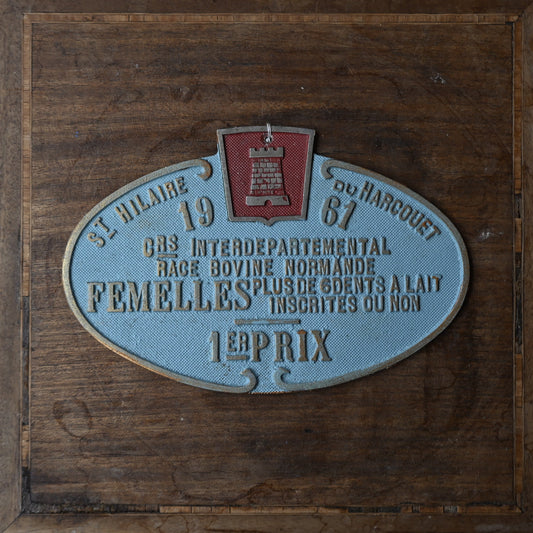 ST HILAIRE DU HARCOUET
19 61
CRS INTERDEPARTEMENTAL
RACE BOVINE NORMANDE
FEMELLES PLUS DE 6 DENTS A LAIT
INSCRITES OU NON
1ER PRIX